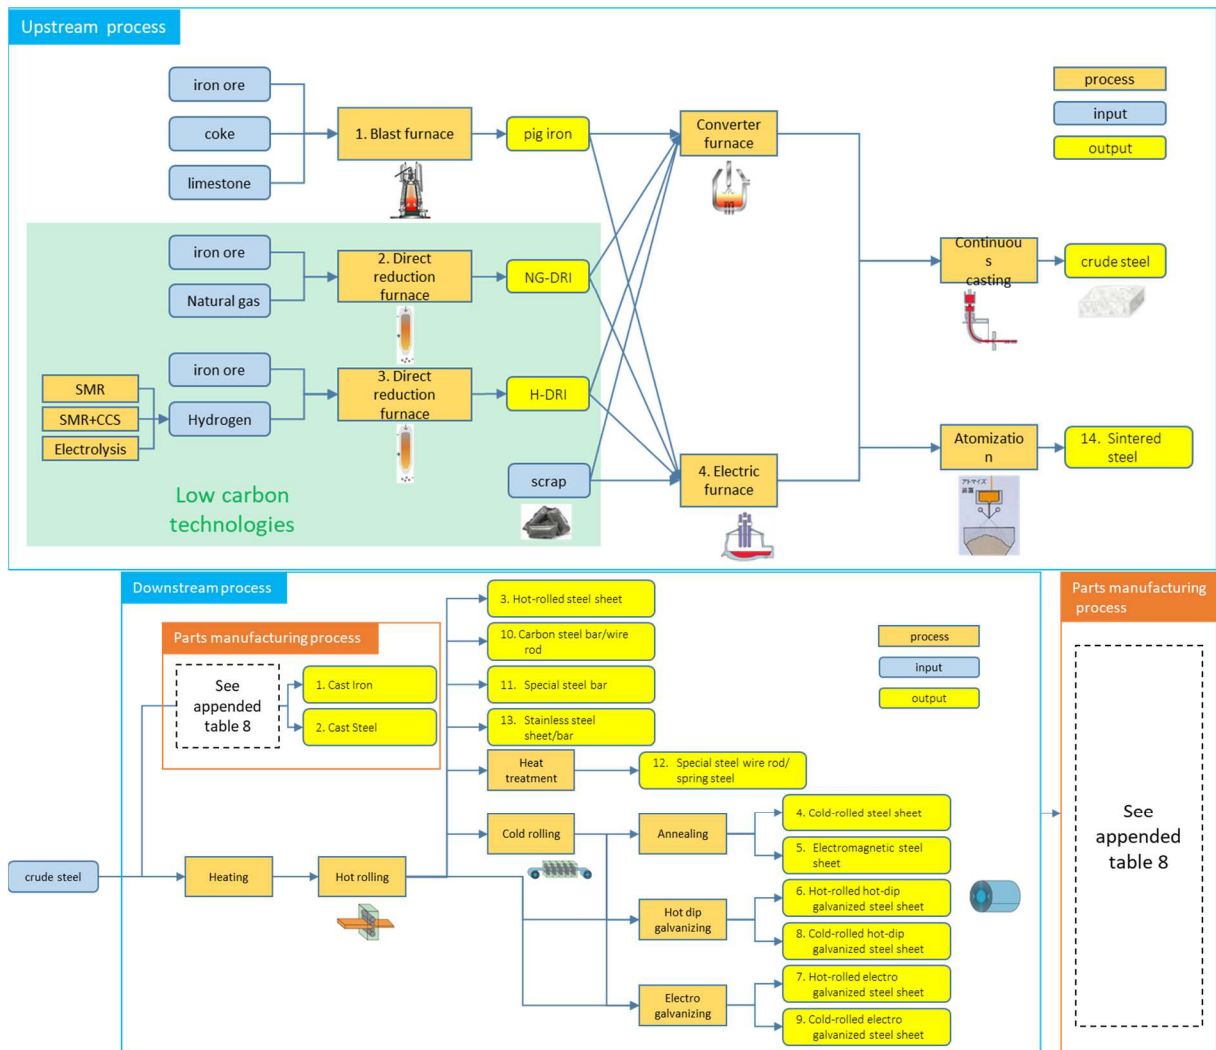 Upstream process
iron ore
coke
limestone
1. Blast furnace
pig iron
Converter
furnace
process
input
output
iron ore
Natural gas
2. Direct
reduction
furnace
NG-DRI
Continuou
s
casting
crude steel
SMR
SMR+CCS
Electrolysis
iron ore
Hydrogen
3. Direct
reduction
furnace
H-DRI
Low carbon
technologies
scrap
4. Electric
furnace
Atomizatio
n
14. Sintered
steel
アトマイズ
装置
Downstream process
Parts manufacturing process
See
appended
table 8
1. Cast Iron
2. Cast Steel
3. Hot-rolled steel sheet
10. Carbon steel bar/wire
rod
11. Special steel bar
13. Stainless steel
sheet/bar
Heat
treatment
12. Special steel wire rod/
spring steel
process
input
output
crude steel
Heating
Hot rolling
Cold rolling
Annealing
4. Cold-rolled steel sheet
5. Electromagnetic steel
sheet
Hot dip
galvanizing
6. Hot-rolled hot-dip
galvanized steel sheet
8. Cold-rolled hot-dip
galvanized steel sheet
Electro
galvanizing
7. Hot-rolled electro
galvanized steel sheet
9. Cold-rolled electro
galvanized steel sheet
Parts manufacturing
process
See
appended
table 8